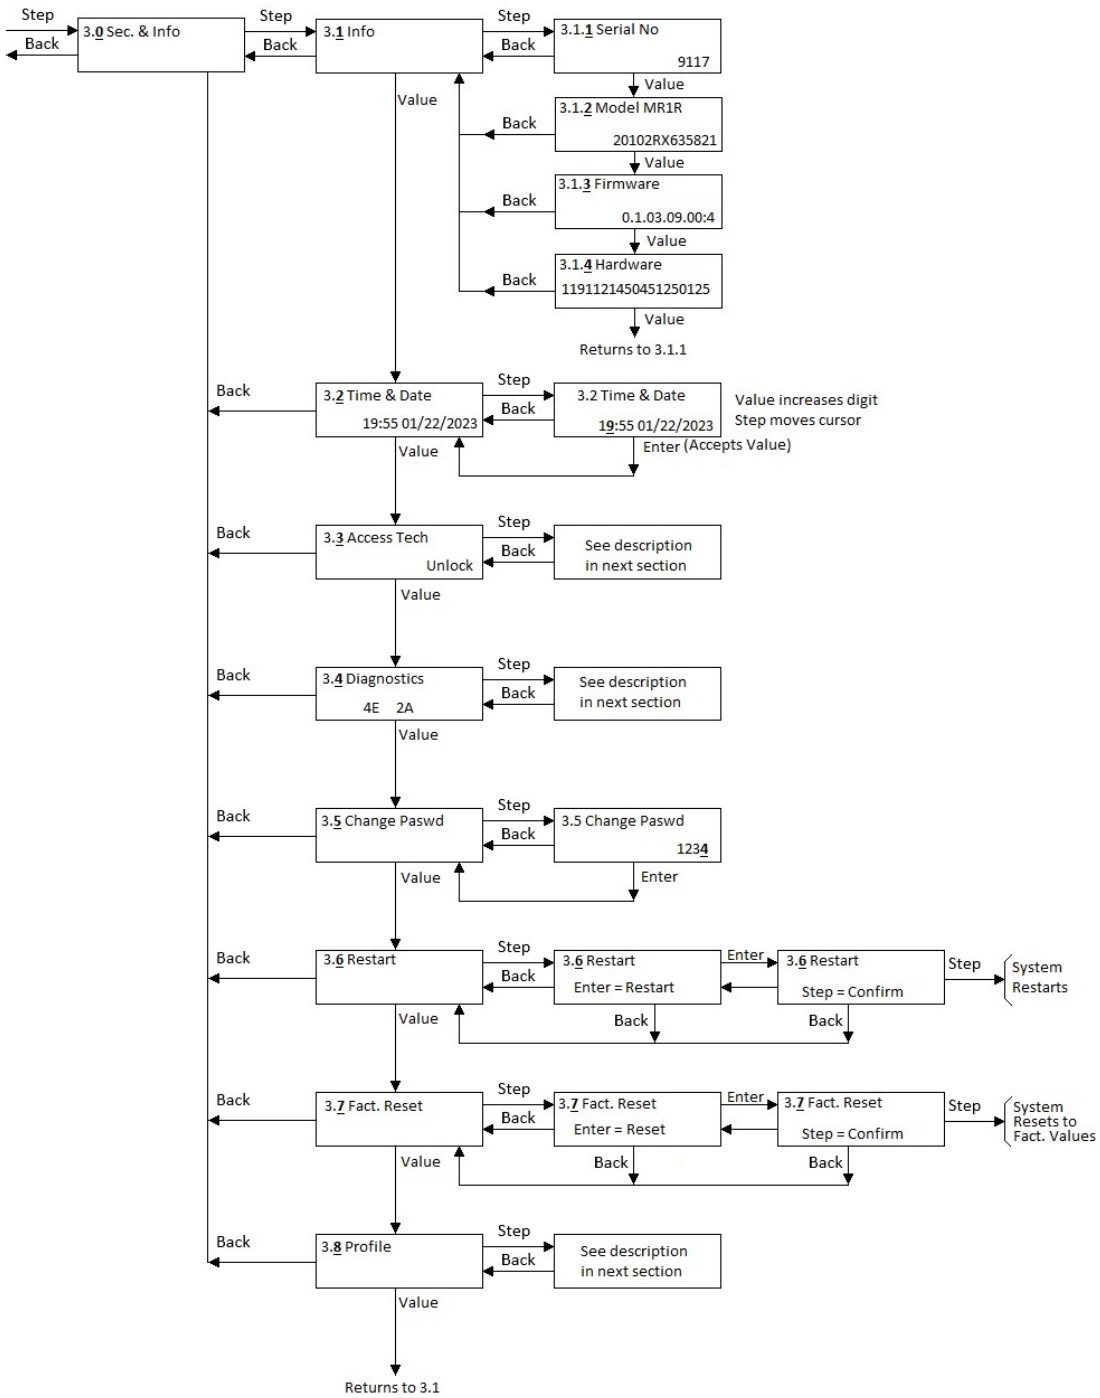 Step
Back
3.0 Sec. & Info
Step
Back
3.1 Info
Step
Back
3.1.1 Serial No
9117
Value
Value
3.1.2 Model MR1R
20102RX635821
Back
Value
3.1.3 Firmware
0.1.03.09.00:4
Back
Value
3.1.4 Hardware
1191121450451250125
Back
Value
Returns to 3.1.1
Back
3.2 Time & Date
19:55 01/22/2023
Step
Back
3.2 Time & Date
19:55 01/22/2023
Value increases digit
Step moves cursor
Value
Enter (Accepts Value)
Back
3.3 Access Tech
Unlock
Step
Back
See description
in next section
Value
Back
3.4 Diagnostics
4E 2A
Step
Back
See description
in next section
Value
Back
3.5 Change Paswd
Step
Back
3.5 Change Paswd
1234
Value
Enter
Back
3.6 Restart
Step
Back
3.6 Restart
Enter = Restart
Enter
3.6 Restart
Step = Confirm
Step
System
Restarts
Value
Back
Back
Back
3.7 Fact. Reset
Step
Back
3.7 Fact. Reset
Enter = Reset
Enter
3.7 Fact. Reset
Step = Confirm
Step
System
Resets to
Fact. Values
Value
Back
Back
Back
3.8 Profile
Step
Back
See description
in next section
Value
Returns to 3.1